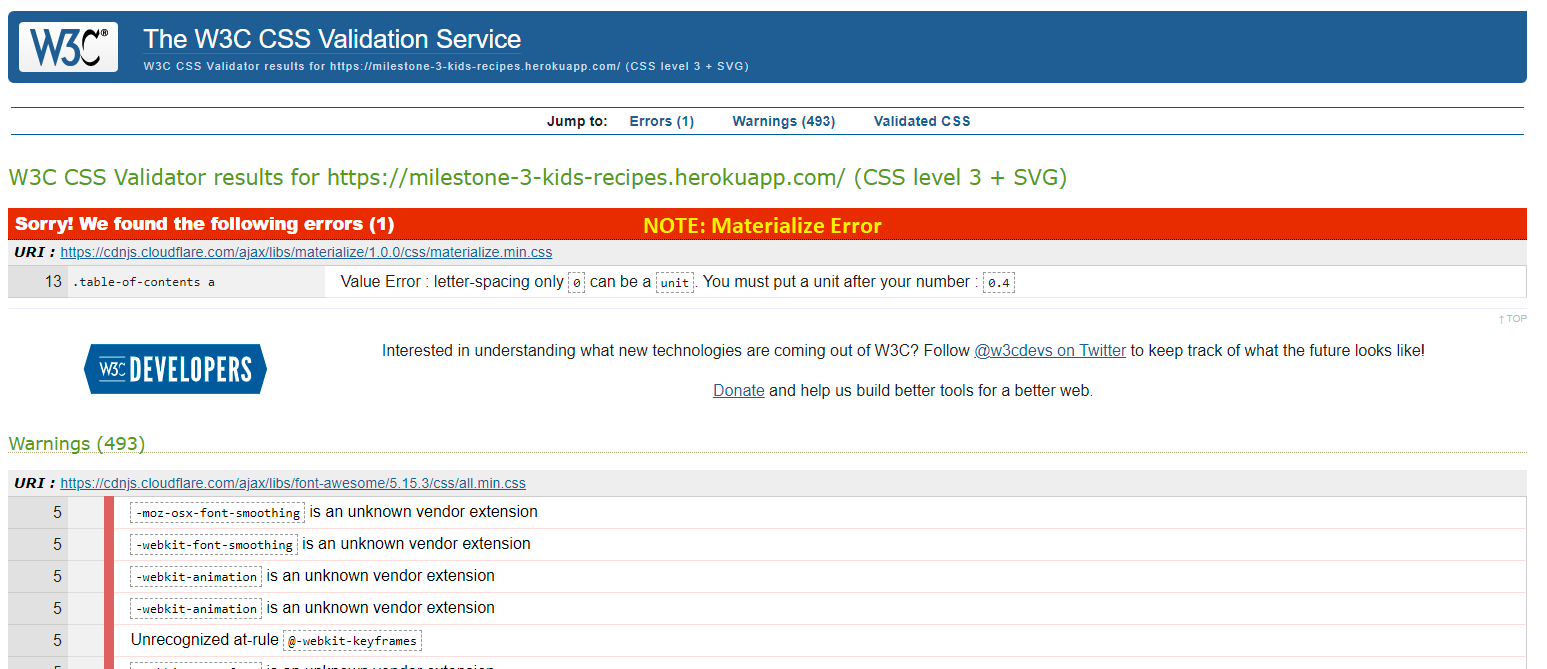 W3C®
The W3C CSS Validation Service
W3C CSS Validator results for https://milestone-3-kids-recipes.herokuapp.com/ (CSS level 3 + SVG)
Jump to: Errors (1) Warnings (493) Validated CSS
W3C CSS Validator results for https://milestone-3-kids-recipes.herokuapp.com/ (CSS level 3 + SVG)
Sorry! We found the following errors (1) NOTE: Materialize Error
URI : https://cdnjs.cloudflare.com/ajax/libs/materialize/1.0.0/css/materialize.min.css
13 .table-of-contents a Value Error : letter-spacing only 0 can be a unit. You must put a unit after your number : 0.4
↑ TOP
W3C DEVELOPERS
Interested in understanding what new technologies are coming out of W3C? Follow @w3cdevs on Twitter to keep track of what the future looks like!
Donate and help us build better tools for a better web.
Warnings (493)
URI : https://cdnjs.cloudflare.com/ajax/libs/font-awesome/5.15.3/css/all.min.css
5 -moz-osx-font-smoothing is an unknown vendor extension
5 -webkit-font-smoothing is an unknown vendor extension
5 -webkit-animation is an unknown vendor extension
5 -webkit-animation is an unknown vendor extension
5 Unrecognized at-rule @-webkit-keyframes